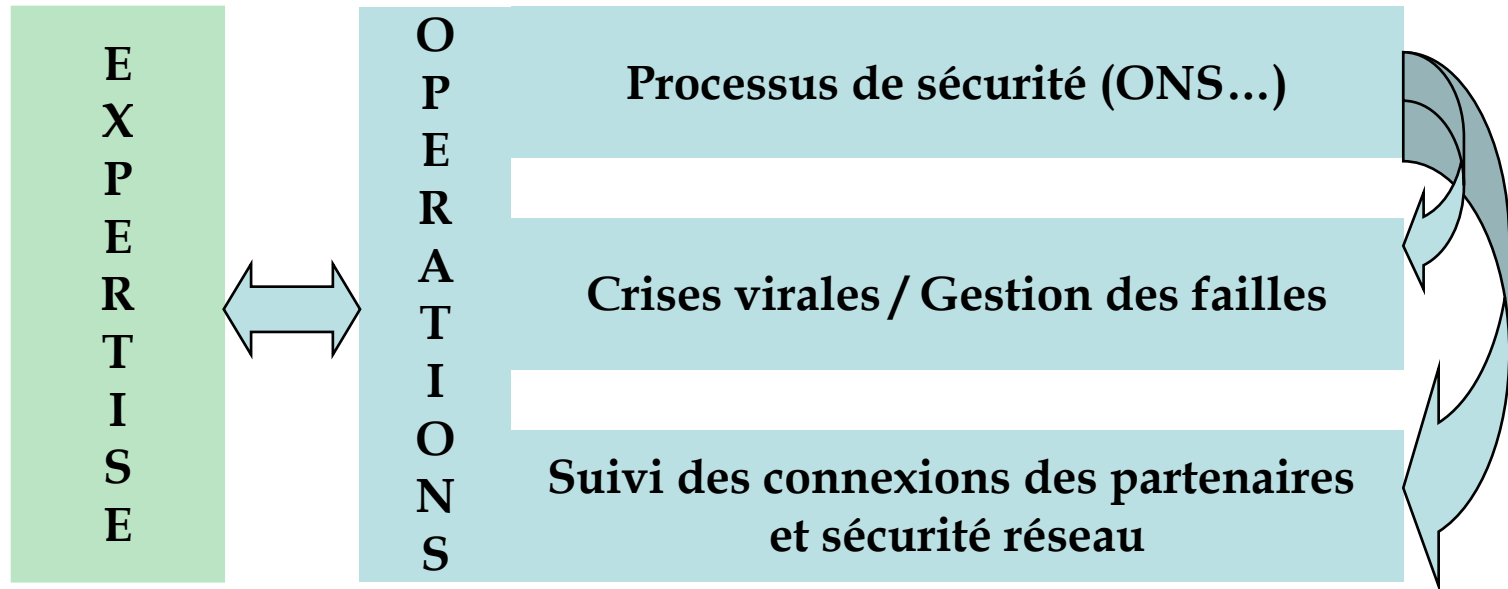 EXPERTISE
OPERATIONS
Processus de sécurité (ONS…)
Crises virales / Gestion des failles
Suivi des connexions des partenaires
et sécurité réseau